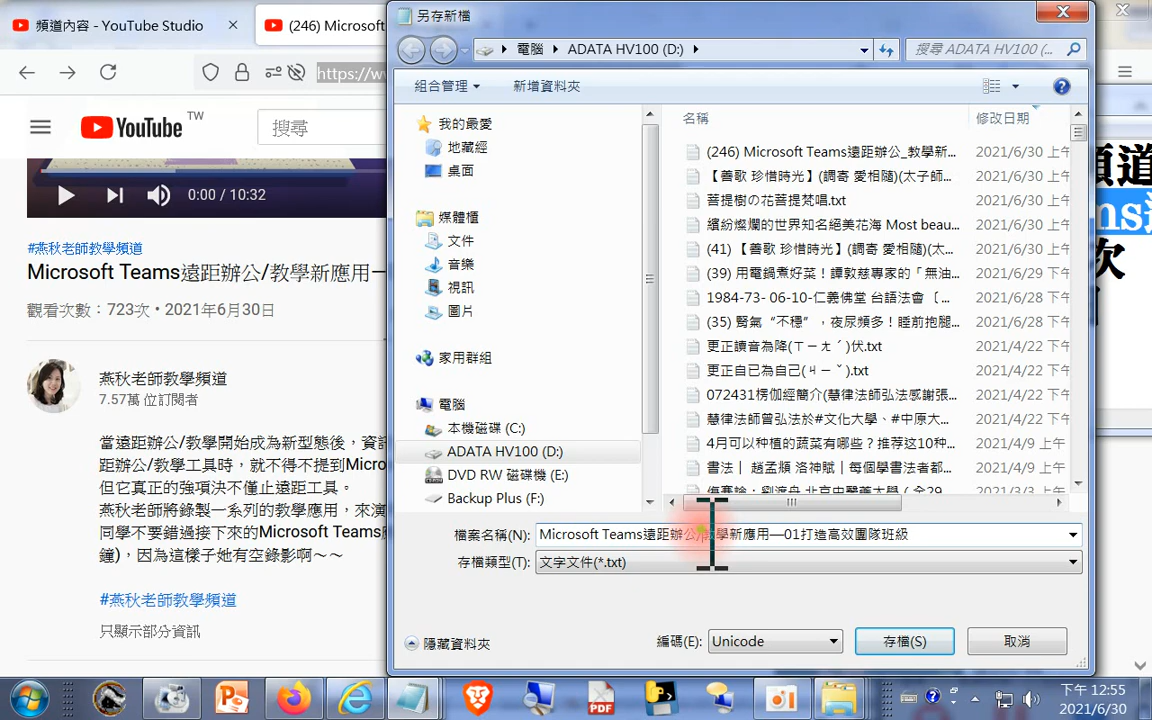 頻道內容 - YouTube Studio
(246) Microsoft
https://w
YouTube TW
搜尋
0:00 / 10:32
#燕秋老師教學頻道
Microsoft Teams遠距辦公/教學新應用一
觀看次數：723次 • 2021年6月30日
燕秋老師教學頻道
7.57萬 位訂閱者
當遠距辦公/教學開始成為新型態後，資訊
距辦公/教學工具時，就不得不提到Micro
但它真正的強項決不僅止遠距工具。
燕秋老師將錄製一系列的教學應用，來演
同學不要錯過接下來的Microsoft Teams
鐘)，因為這樣子她有空錄影啊～～
#燕秋老師教學頻道
只顯示部分資訊
另存新檔
電腦 ADATA HV100 (D:)
搜尋 ADATA HV100 (...
組合管理
新增資料夾
我的最愛
地藏經
桌面
媒體櫃
文件
音樂
視訊
圖片
家用群組
電腦
本機磁碟 (C:)
ADATA HV100 (D:)
DVD RW 磁碟機 (E:)
Backup Plus (F:)
名稱 修改日期
(246) Microsoft Teams遠距辦公_教學新... 2021/6/30 上午
【善歌 珍惜時光】(調寄 愛相隨)(太子師... 2021/6/30 上午
菩提樹の花菩提梵唱.txt 2021/6/30 上午
繽紛燦爛的世界知名絕美花海 Most beau... 2021/6/30 上午
(41) 【善歌 珍惜時光】(調寄 愛相隨)(太... 2021/6/30 上午
(39) 用電鍋煮好菜！譚敦慈專家的「無油... 2021/6/29 下午
1984-73- 06-10-仁義佛堂 台語法會〔... 2021/6/28 下午
(35) 腎氣“不穩”，夜尿頻多！睡前抱腿... 2021/6/28 下午
更正讀音為降(ㄒㄧㄤˊ)伏.txt 2021/4/22 下午
更正自已為自己(ㄐㄧˇ).txt 2021/4/22 下午
072431楞伽經簡介(慧律法師弘法感謝張... 2021/4/22 下午
慧律法師曾弘法於#文化大學、#中原大... 2021/4/22 下午
4月可以种植的蔬菜有哪些？推荐这10种... 2021/4/9 上午
書法｜ 趙孟頫 洛神賦｜每個學書法者都... 2021/4/9 上午
檔案名稱(N): Microsoft Teams遠距辦公/教學新應用—01打造高效團隊班級
存檔類型(T): 文字文件(*.txt)
隱藏資料夾
編碼(E): Unicode
存檔(S)
取消
頻道
ms遠
次
下午 12:55
2021/6/30